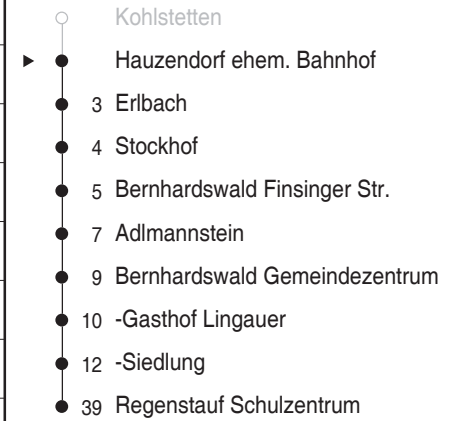 Kohlstetten
Hauzendorf ehem. Bahnhof
3 Erlbach
4 Stockhof
5 Bernhardswald Finsinger Str.
7 Adlmannstein
9 Bernhardswald Gemeindezentrum
10 -Gasthof Lingauer
12 -Siedlung
39 Regenstauf Schulzentrum